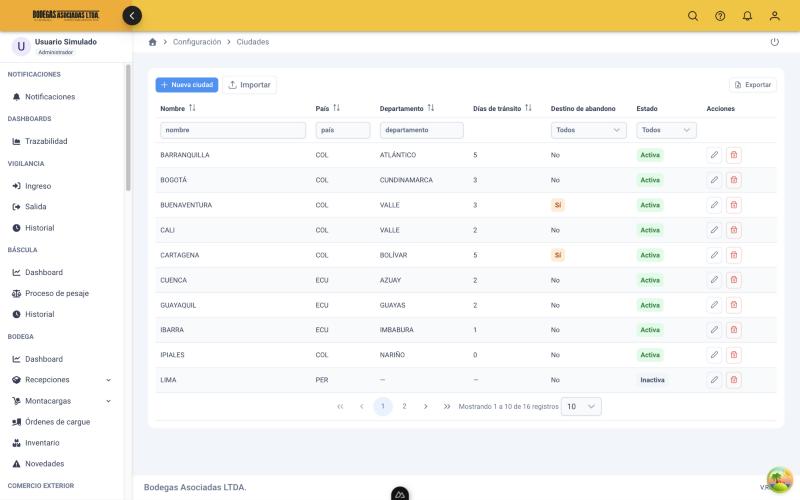 BODEGAS ASOCIADAS LTDA.
U
Usuario Simulado
Administrador
Configuración
Ciudades
NOTIFICACIONES
Notificaciones
DASHBOARDS
Trazabilidad
VIGILANCIA
Ingreso
Salida
Historial
BÁSCULA
Dashboard
Proceso de pesaje
Historial
BODEGA
Dashboard
Recepciones
Montacargas
Órdenes de cargue
Inventario
Novedades
COMERCIO EXTERIOR
+ Nueva ciudad
Importar
Exportar
Nombre País Departamento Días de tránsito Destino de abandono Estado Acciones
nombre país departamento Todos Todos
BARRANQUILLA COL ATLÁNTICO 5 No Activa
BOGOTÁ COL CUNDINAMARCA 3 No Activa
BUENAVENTURA COL VALLE 3 Sí Activa
CALI COL VALLE 2 No Activa
CARTAGENA COL BOLÍVAR 5 Sí Activa
CUENCA ECU AZUAY 2 No Activa
GUAYAQUIL ECU GUAYAS 2 No Activa
IBARRA ECU IMBABURA 1 No Activa
IPIALES COL NARIÑO 0 No Activa
LIMA PER — — No Inactiva
« ‹ 1 2 › » Mostrando 1 a 10 de 16 registros 10
Bodegas Asociadas LTDA.